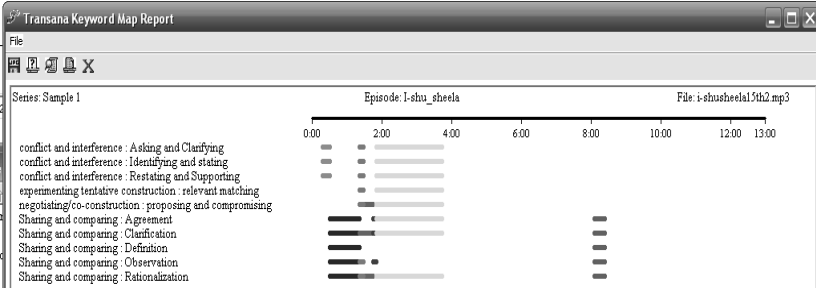 Transana Keyword Map Report
File
Series: Sample 1 Episode: I-shu_sheela File: i-shusheela15th2.mp3
0:00 2:00 4:00 6:00 8:00 10:00 12:00 13:00
conflict and interference : Asking and Clarifying
conflict and interference : Identifying and stating
conflict and interference : Restating and Supporting
experimenting tentative construction : relevant matching
negotiating/co-construction : proposing and compromising
Sharing and comparing : Agreement
Sharing and comparing : Clarification
Sharing and comparing : Definition
Sharing and comparing : Observation
Sharing and comparing : Rationalization